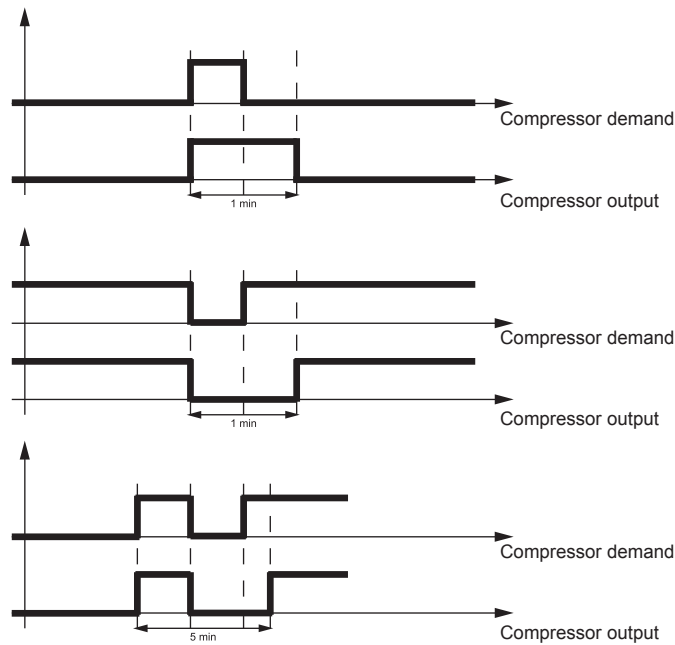 Compressor demand
Compressor output
1 min
Compressor demand
Compressor output
1 min
Compressor demand
Compressor output
5 min